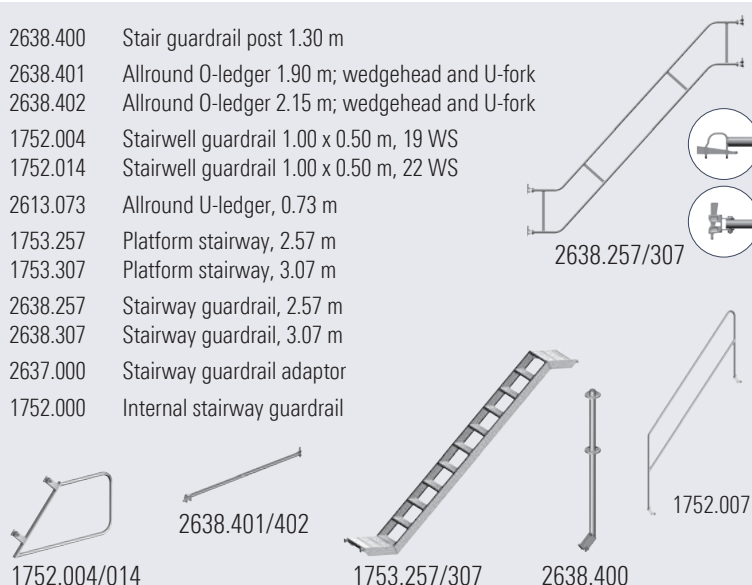 2638.400 Stair guardrail post 1.30 m
2638.401 Allround O-ledger 1.90 m; wedgehead and U-fork
2638.402 Allround O-ledger 2.15 m; wedgehead and U-fork
1752.004 Stairwell guardrail 1.00 x 0.50 m, 19 WS
1752.014 Stairwell guardrail 1.00 x 0.50 m, 22 WS
2613.073 Allround U-ledger, 0.73 m
1753.257 Platform stairway, 2.57 m
1753.307 Platform stairway, 3.07 m
2638.257 Stairway guardrail, 2.57 m
2638.307 Stairway guardrail, 3.07 m
2637.000 Stairway guardrail adaptor
1752.000 Internal stairway guardrail
2638.257/307
1752.007
2638.401/402
1752.004/014
1753.257/307
2638.400